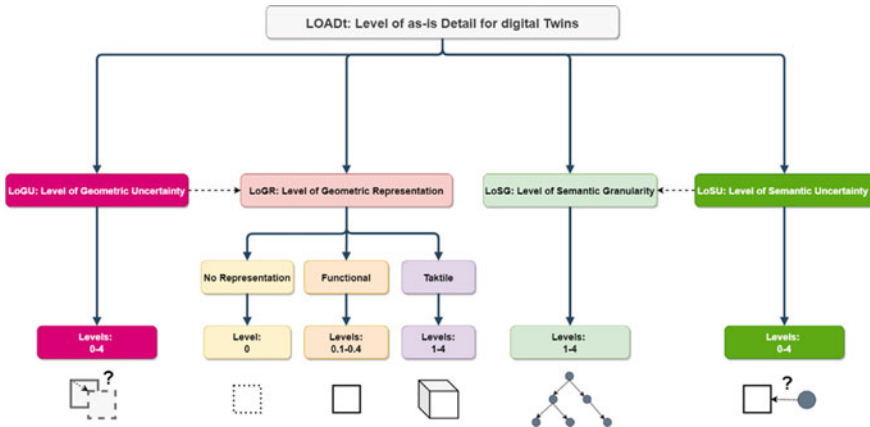 LOADt: Level of as-is Detail for digital Twins
LoGU: Level of Geometric Uncertainty
LoGR: Level of Geometric Representation
LoSG: Level of Semantic Granularity
LoSU: Level of Semantic Uncertainty
No Representation
Functional
Taktile
Levels:
0-4
Level:
0
Levels:
0.1-0.4
Levels:
1-4
Levels:
1-4
Levels:
0-4
?
?